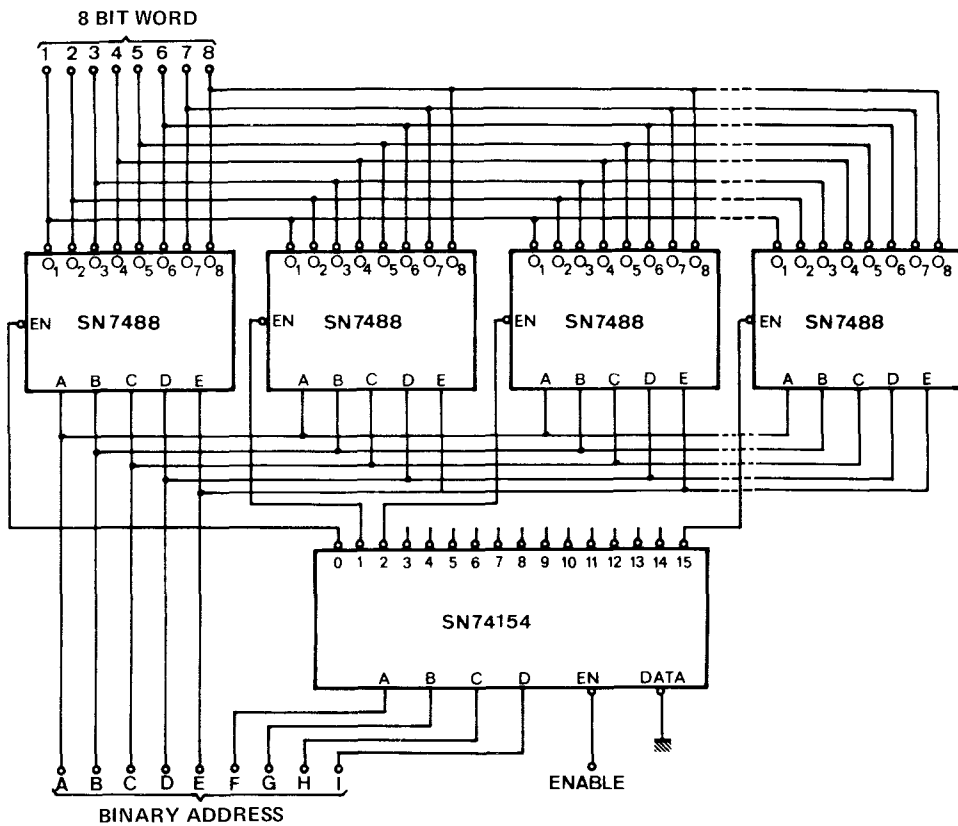 8 BIT WORD
1 2 3 4 5 6 7 8
O1 O2 O3 O4 O5 O6 O7 O8 O1 O2 O3 O4 O5 O6 O7 O8 O1 O2 O3 O4 O5 O6 O7 O8 O1 O2 O3 O4 O5 O6 O7 O8
EN SN7488 EN SN7488 EN SN7488 EN SN7488
A B C D E A B C D E A B C D E A B C D E
0 1 2 3 4 5 6 7 8 9 10 11 12 13 14 15
SN74154
A B C D EN DATA
A B C D E F G H I ENABLE
BINARY ADDRESS